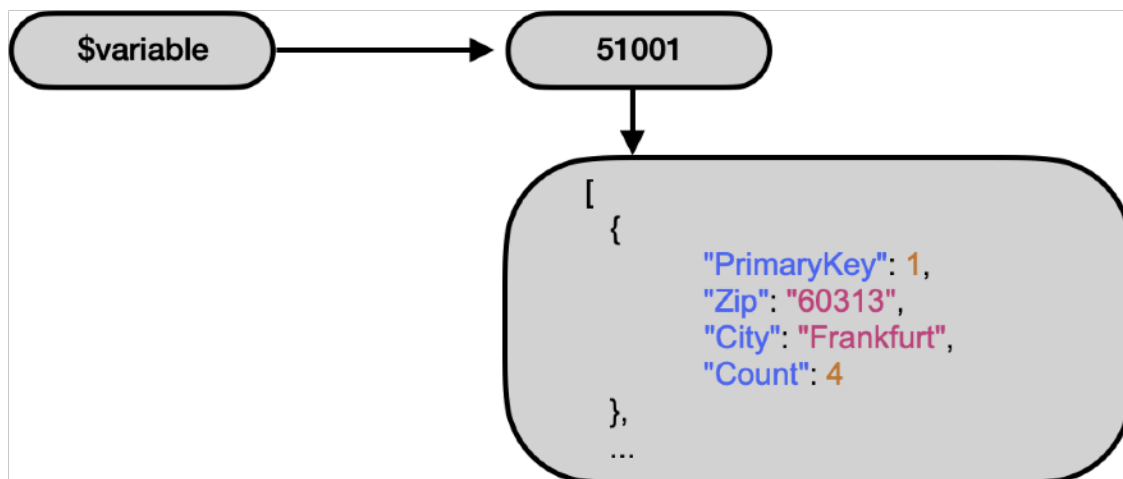 $variable
51001
[
{
"PrimaryKey": 1,
"Zip": "60313",
"City": "Frankfurt",
"Count": 4
},
...